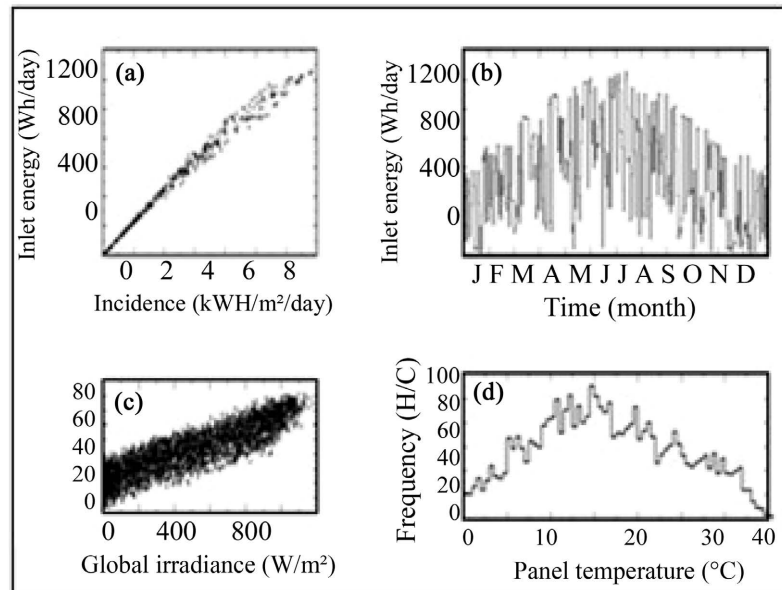 (a)
Inlet energy (Wh/day)
1200
800
400
0
0 2 4 6 8
Incidence (kWH/m²/day)
(b)
Inlet energy (Wh/day
1200
800
400
0
J F M A M J J A S O N D
Time (month)
(c)
80
60
40
20
0
0 400 800
Global irradiance (W/m²)
(d)
Frequency (H/C)
100
80
60
40
20
0
0 10 20 30 40
Panel temperature (°C)